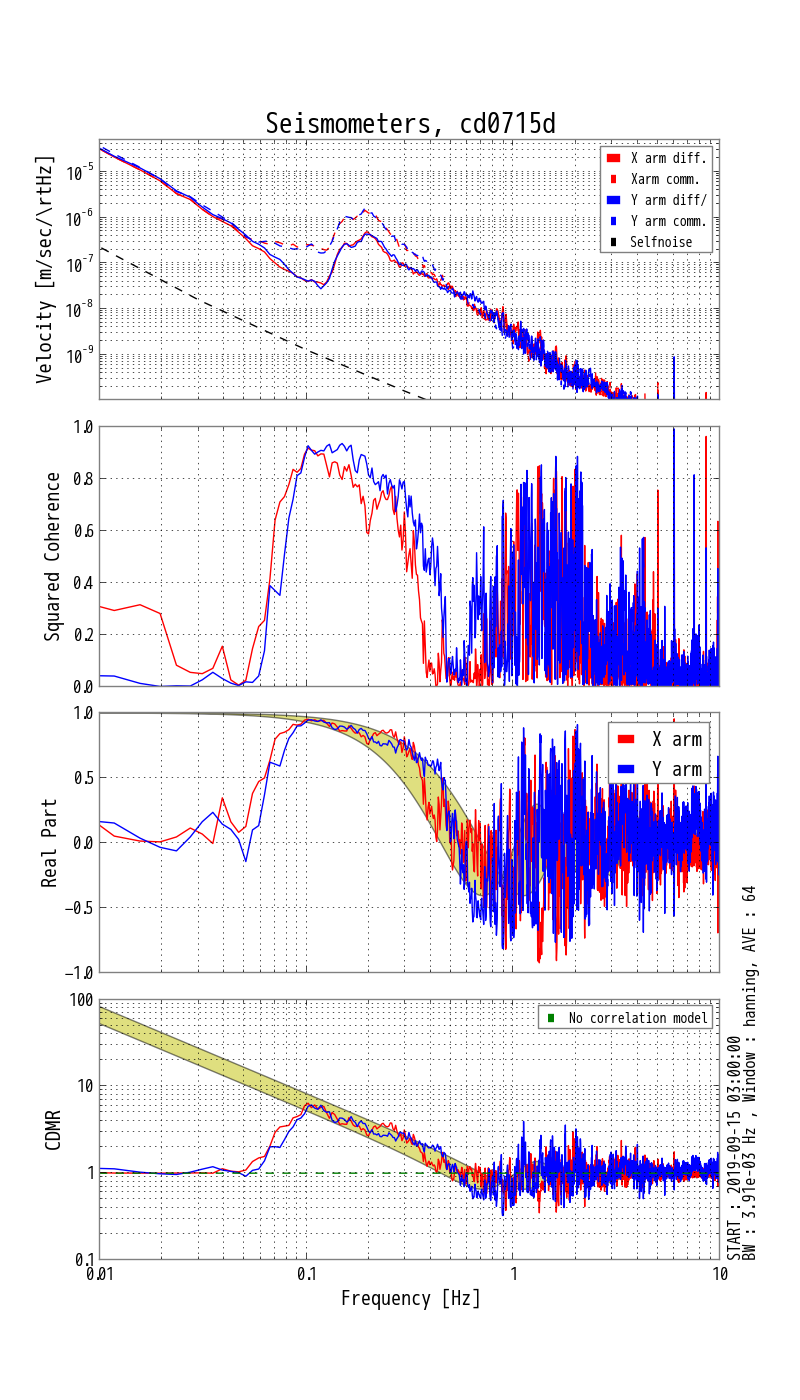 Seismometers, cd0715d
Velocity [m/sec/\rtHz]
10^-5
10^-6
10^-7
10^-8
10^-9
X arm diff.
Xarm comm.
Y arm diff/
Y arm comm.
Selfnoise
Squared Coherence
1.0
0.8
0.6
0.4
0.2
0.0
Real Part
1.0
0.5
0.0
−0.5
−1.0
X arm
Y arm
CDMR
100
10
1
0.1
No correlation model
0.01
0.1
1
10
Frequency [Hz]
START : 2019-09-15 03:00:00
BW : 3.91e-03 Hz , Window : hanning, AVE : 64